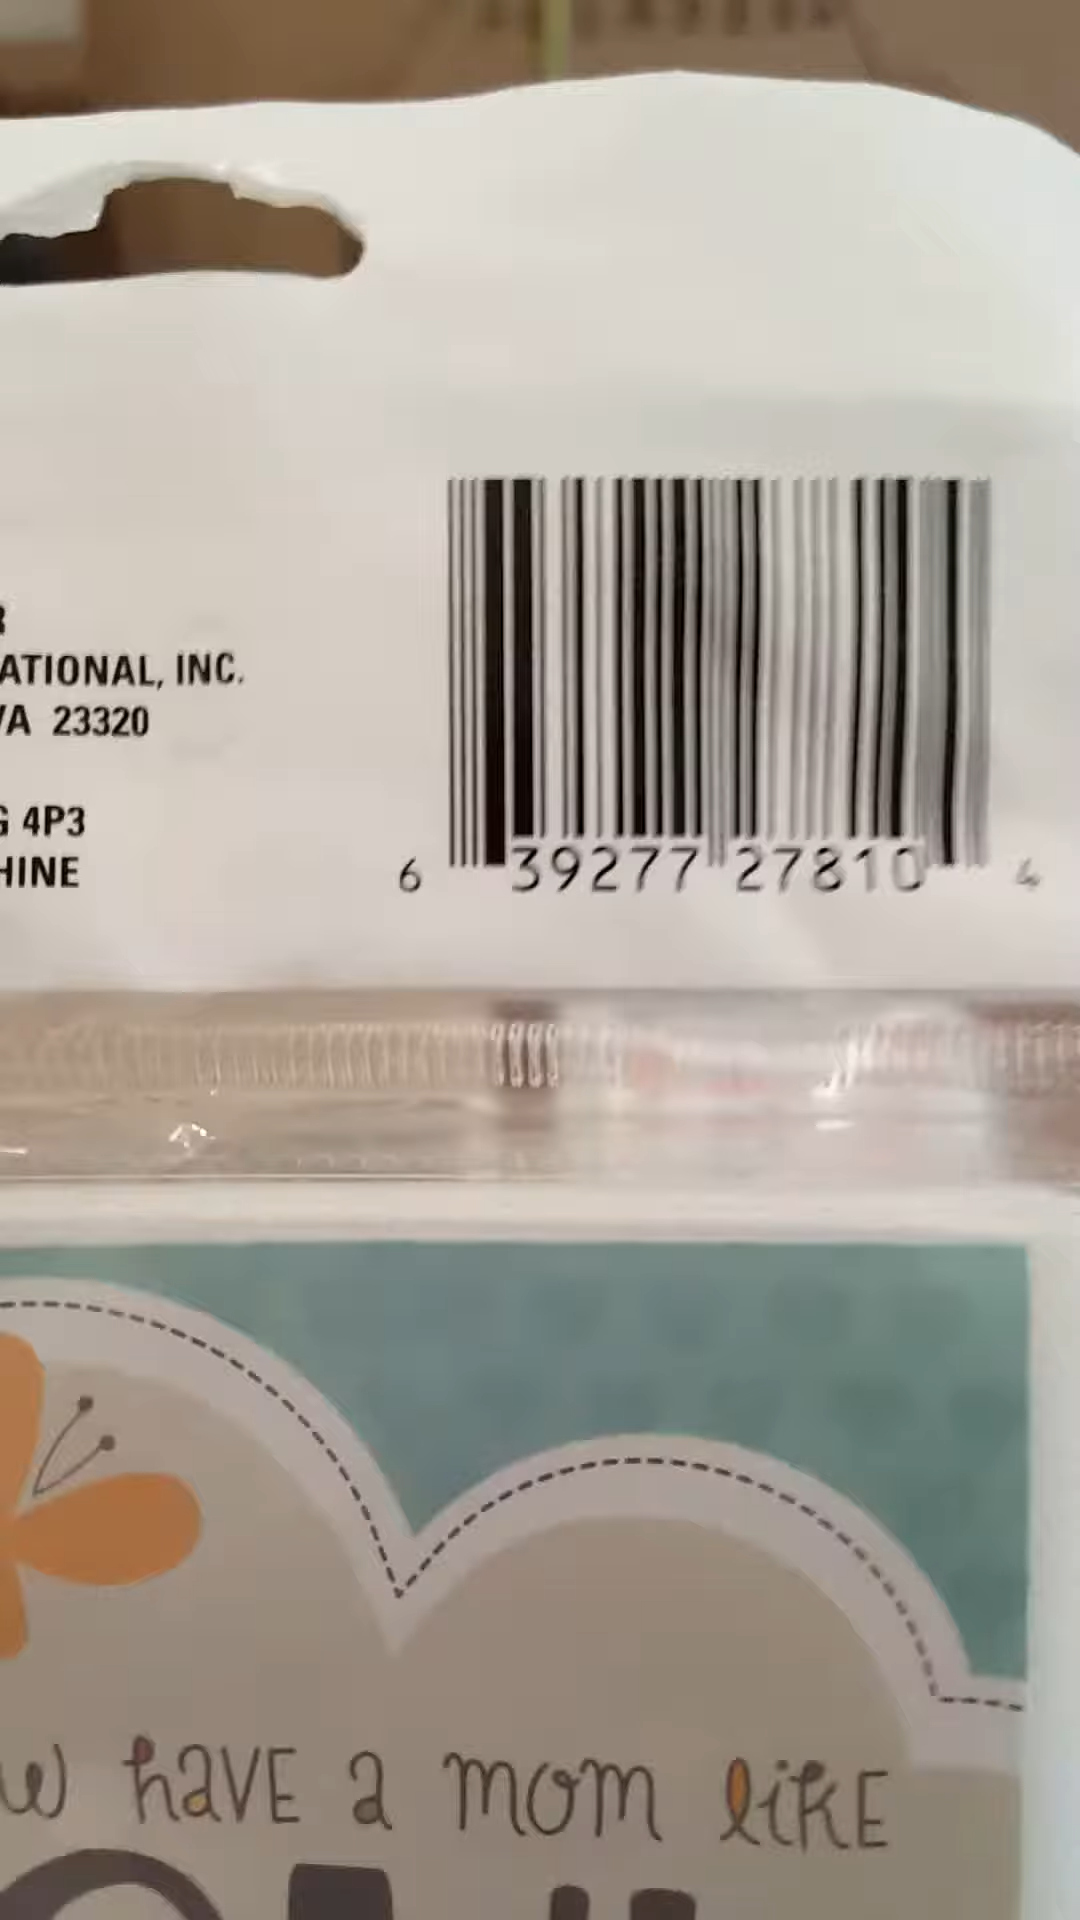 ATIONAL, INC.
VA 23320
G 4P3
HINE
6 39277 27810 4
w have a mom like